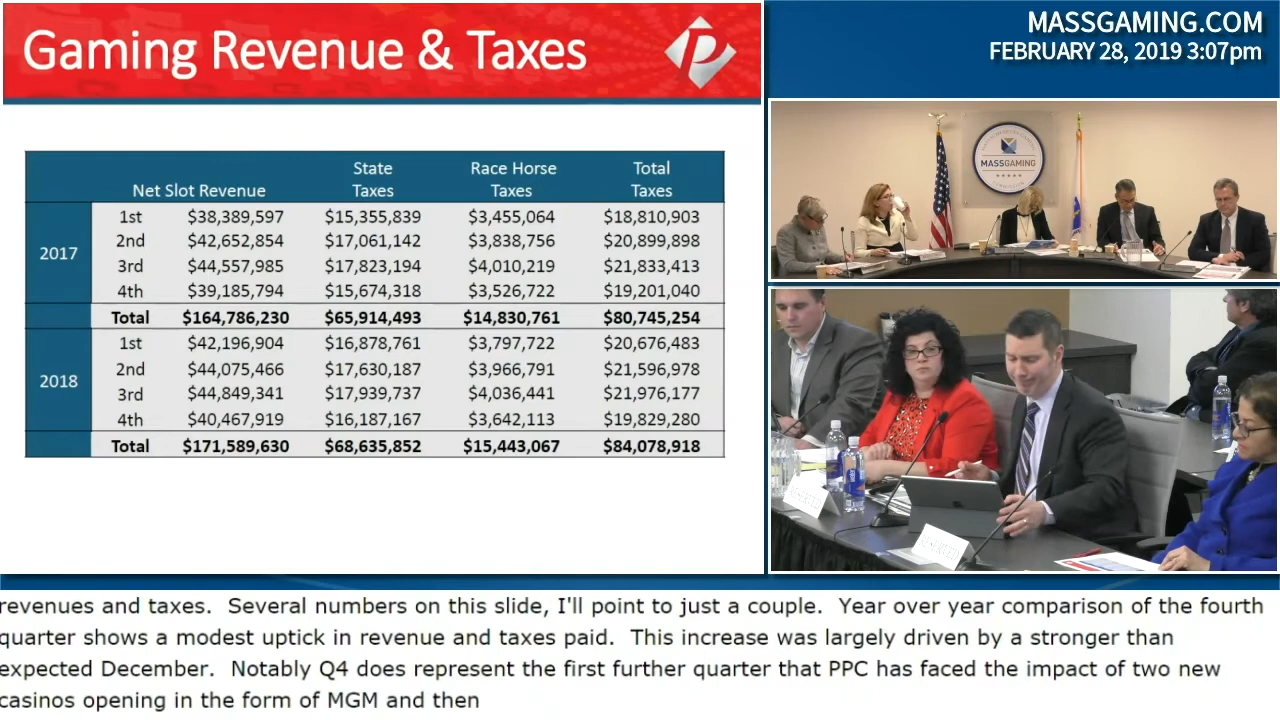 Gaming Revenue & Taxes
MASSGAMING.COM
FEBRUARY 28, 2019 3:07pm
MASSGAMING
Net Slot Revenue State Taxes Race Horse Taxes Total Taxes
2017
1st $38,389,597 $15,355,839 $3,455,064 $18,810,903
2nd $42,652,854 $17,061,142 $3,838,756 $20,899,898
3rd $44,557,985 $17,823,194 $4,010,219 $21,833,413
4th $39,185,794 $15,674,318 $3,526,722 $19,201,040
Total $164,786,230 $65,914,493 $14,830,761 $80,745,254
2018
1st $42,196,904 $16,878,761 $3,797,722 $20,676,483
2nd $44,075,466 $17,630,187 $3,966,791 $21,596,978
3rd $44,849,341 $17,939,737 $4,036,441 $21,976,177
4th $40,467,919 $16,187,167 $3,642,113 $19,829,280
Total $171,589,630 $68,635,852 $15,443,067 $84,078,918
revenues and taxes. Several numbers on this slide, I'll point to just a couple. Year over year comparison of the fourth
quarter shows a modest uptick in revenue and taxes paid. This increase was largely driven by a stronger than
expected December. Notably Q4 does represent the first further quarter that PPC has faced the impact of two new
casinos opening in the form of MGM and then